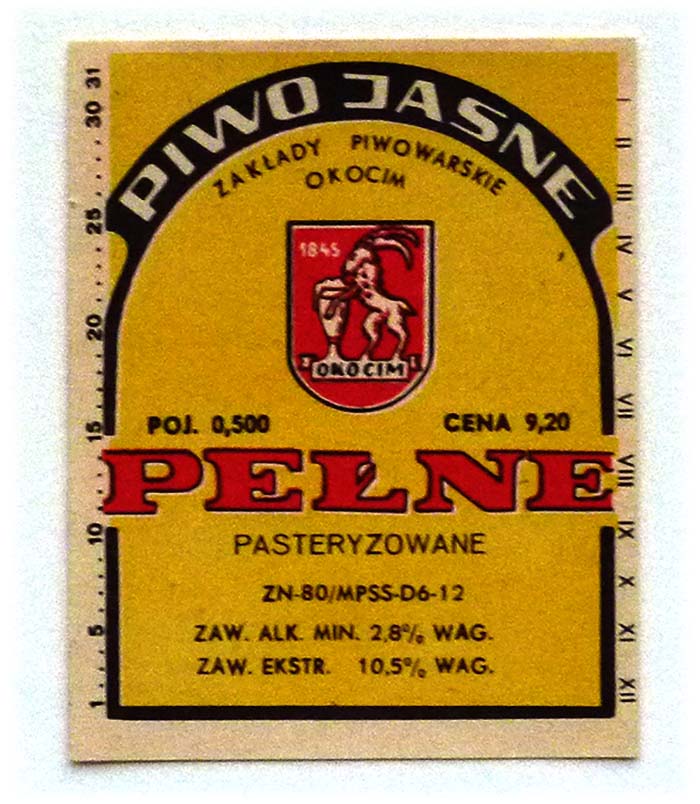 PIWO JASNE
ZAKŁADY PIWOWARSKIE
OKOCIM
1845
OKOCIM
POJ. 0,500 CENA 9,20
PEŁNE
PASTERYZOWANE
ZN-80/MPSS-D6-12
ZAW. ALK. MIN. 2,8% WAG.
ZAW. EKSTR. 10,5% WAG.
1....5....10....15....20....25....30 31
I II III IV V VI VII VIII IX X XI XII